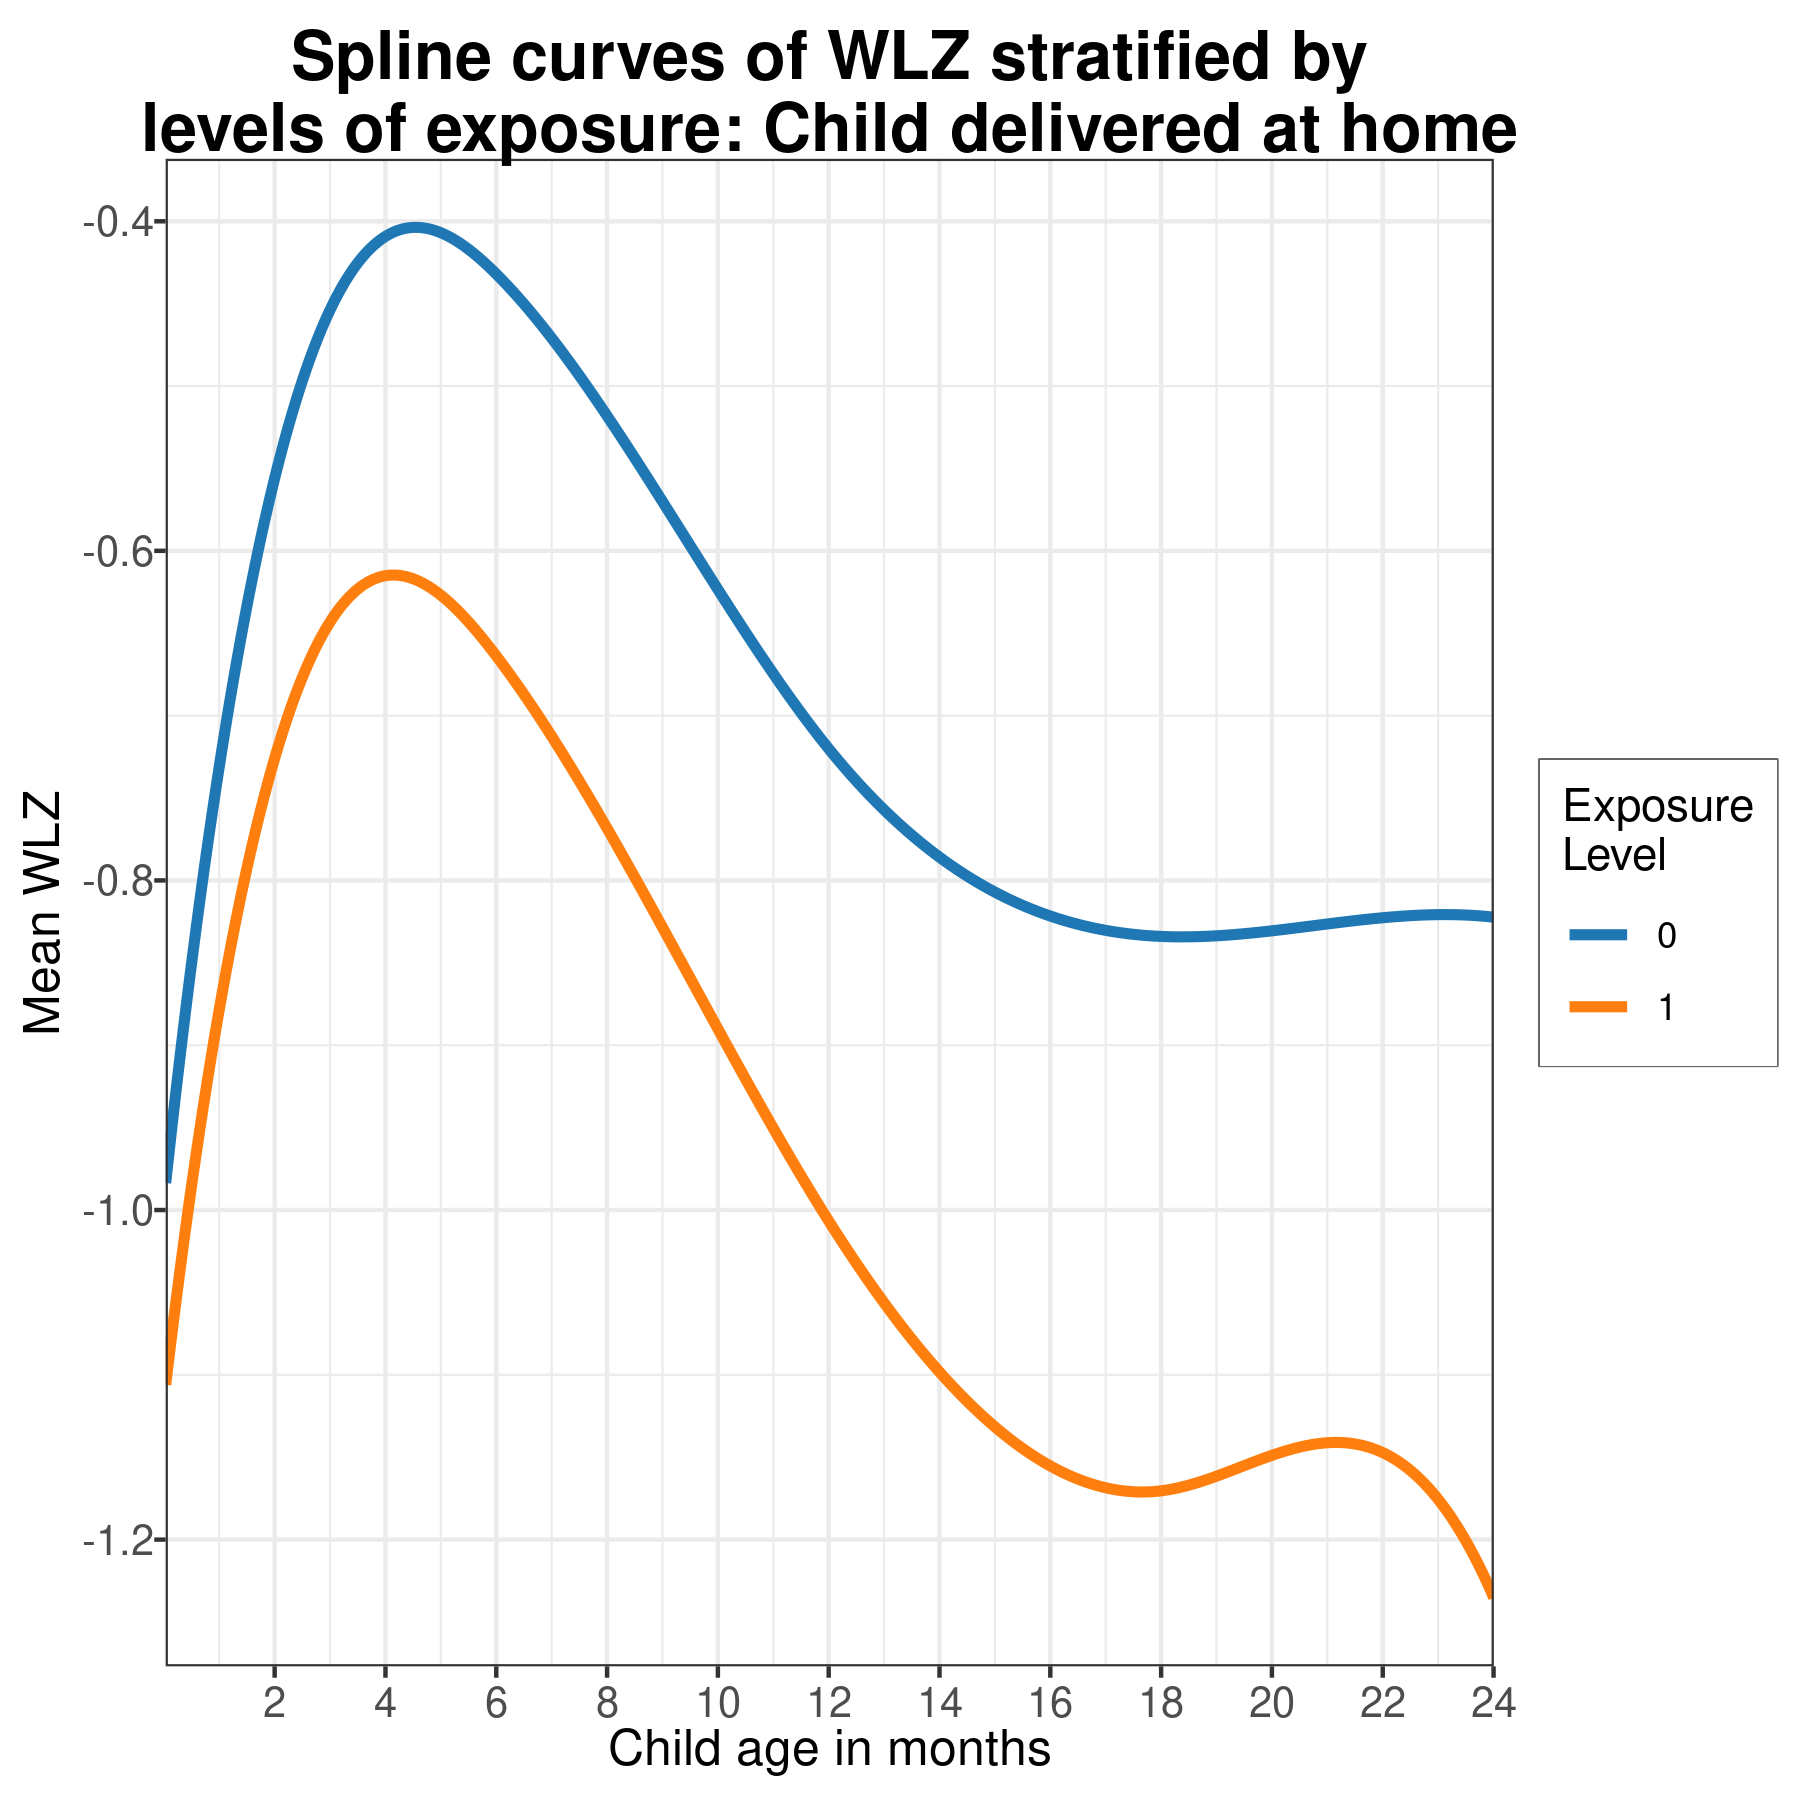 Spline curves of WLZ stratified by
levels of exposure: Child delivered at home
Mean WLZ
-0.4
-0.6
-0.8
-1.0
-1.2
2 4 6 8 10 12 14 16 18 20 22 24
Child age in months
Exposure
Level
0
1